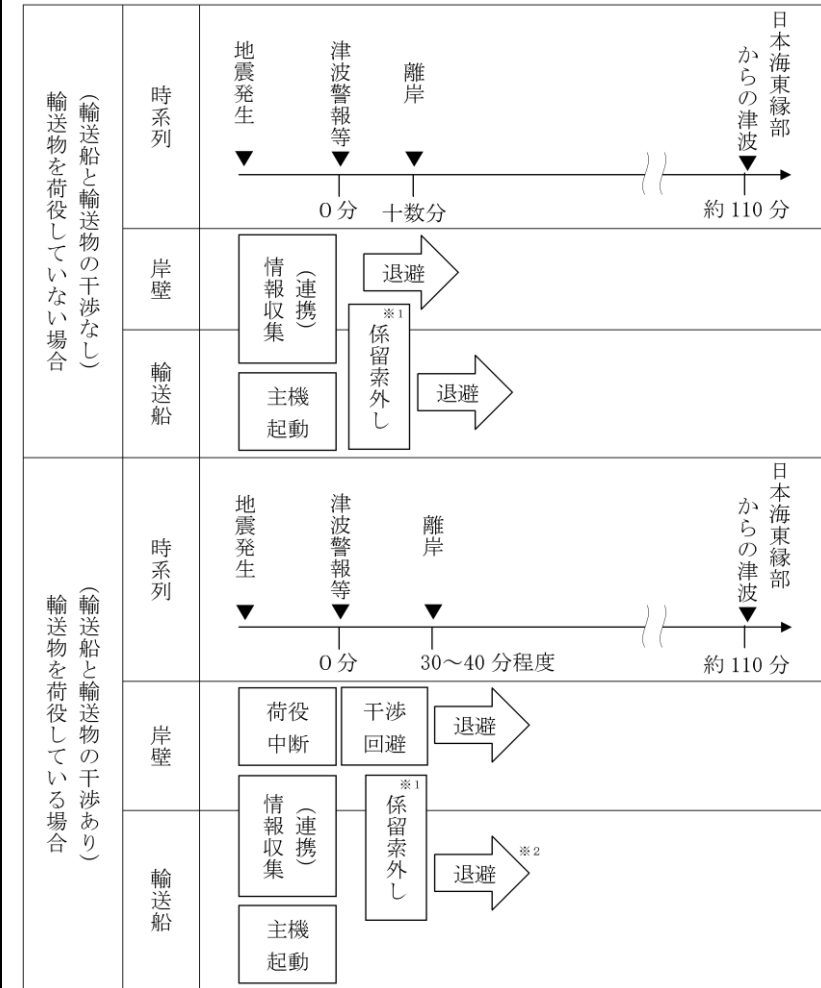 輸送物を荷役していない場合
（輸送船と輸送物の干渉なし）
時系列
地震発生
津波警報等
離岸
日本海東縁部
からの津波
0分
十数分
約110分
岸壁
輸送船
情報収集
（連携）
退避
※1
係留索外し
主機
起動
退避
輸送物を荷役している場合
（輸送船と輸送物の干渉あり）
時系列
地震発生
津波警報等
離岸
日本海東縁部
からの津波
0分
30～40分程度
約110分
岸壁
荷役
中断
干渉
回避
退避
輸送船
情報収集
（連携）
※1
係留索外し
退避
※2
主機
起動